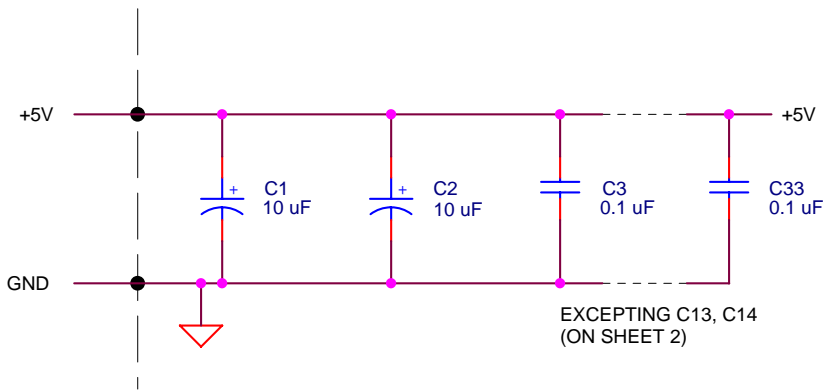 +5V
+5V
+
C1
10 uF
+
C2
10 uF
C3
0.1 uF
C33
0.1 uF
GND
EXCEPTING C13, C14
(ON SHEET 2)